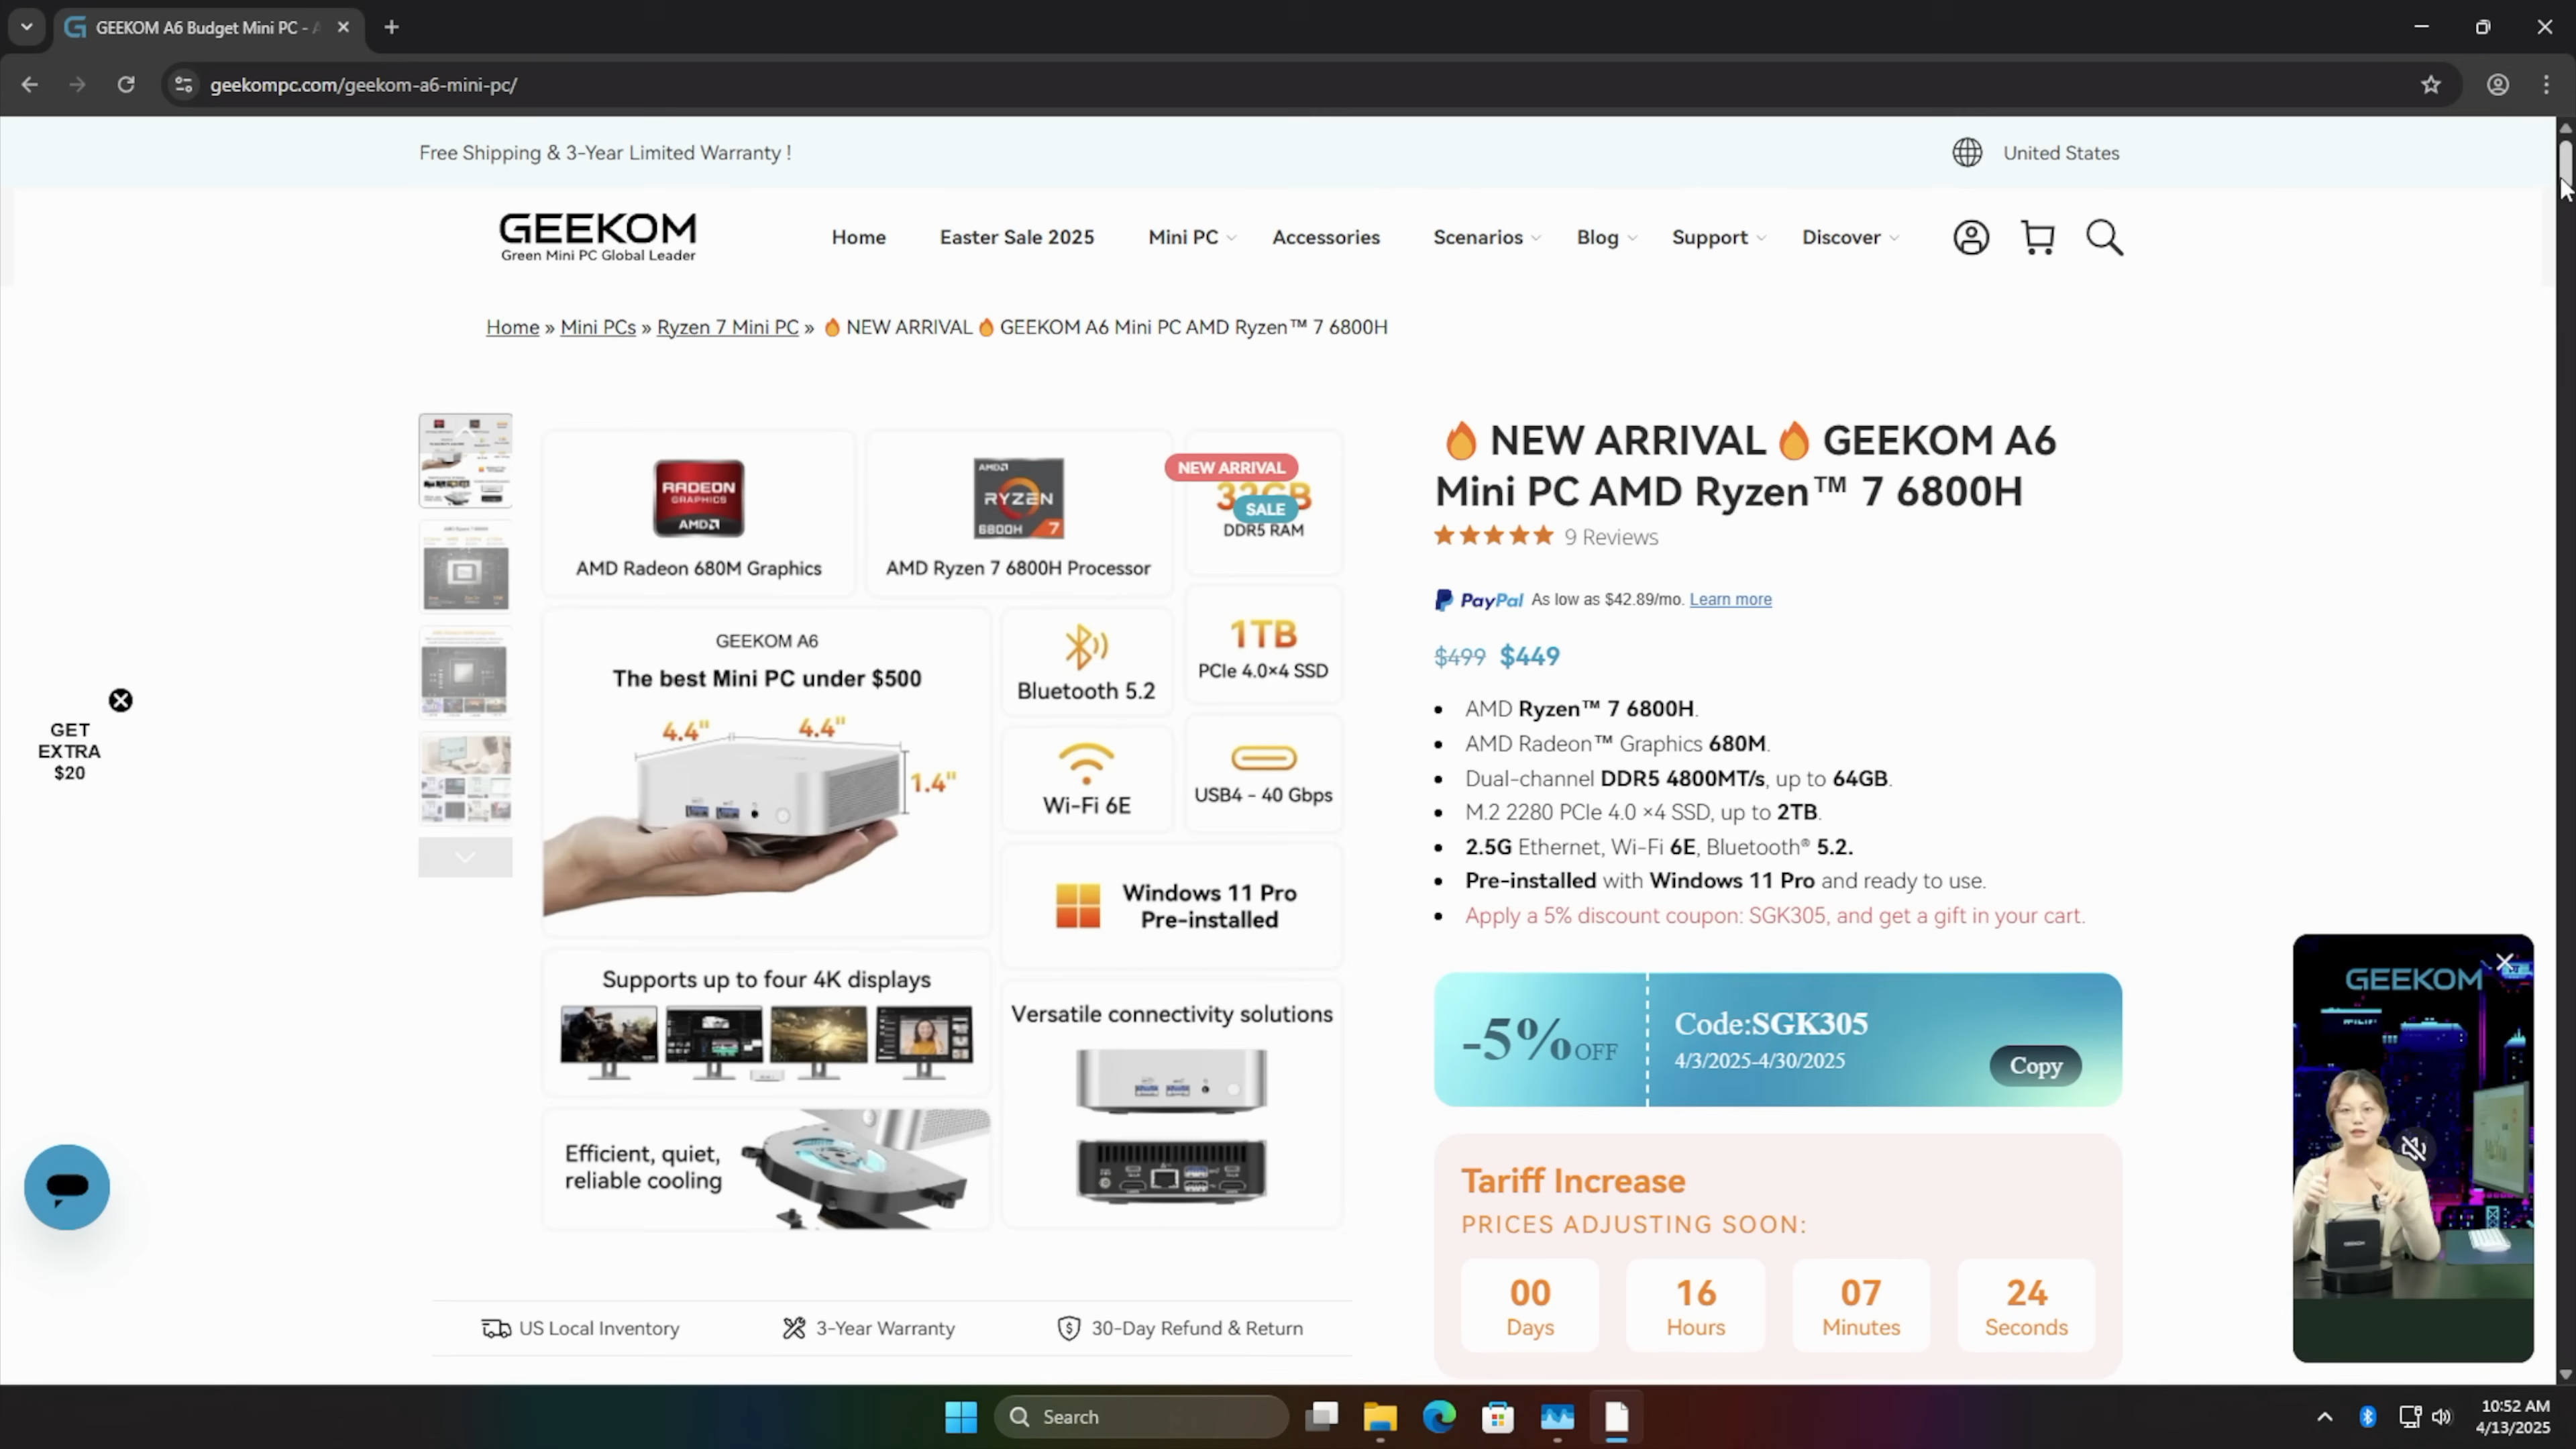 GEEKOM A6 Budget Mini PC - A
geekompc.com/geekom-a6-mini-pc/
Free Shipping & 3-Year Limited Warranty !
United States
GEEKOM
Green Mini PC Global Leader
Home
Easter Sale 2025
Mini PC
Accessories
Scenarios
Blog
Support
Discover
Home » Mini PCs » Ryzen 7 Mini PC » 🔥 NEW ARRIVAL 🔥 GEEKOM A6 Mini PC AMD Ryzen™ 7 6800H
RADEON
GRAPHICS
AMD
AMD Radeon 680M Graphics
AMD
RYZEN
6800H 7
AMD Ryzen 7 6800H Processor
NEW ARRIVAL
32GB
SALE
DDR5 RAM
GEEKOM A6
The best Mini PC under $500
4.4"
4.4"
1.4"
Bluetooth 5.2
1TB
PCIe 4.0×4 SSD
Wi-Fi 6E
USB4 - 40 Gbps
Windows 11 Pro
Pre-installed
Supports up to four 4K displays
Versatile connectivity solutions
Efficient, quiet,
reliable cooling
US Local Inventory
3-Year Warranty
30-Day Refund & Return
GET
EXTRA
$20
🔥 NEW ARRIVAL 🔥 GEEKOM A6
Mini PC AMD Ryzen™ 7 6800H
9 Reviews
PayPal As low as $42.89/mo. Learn more
$499 $449
• AMD Ryzen™ 7 6800H.
• AMD Radeon™ Graphics 680M.
• Dual-channel DDR5 4800MT/s, up to 64GB.
• M.2 2280 PCIe 4.0 ×4 SSD, up to 2TB.
• 2.5G Ethernet, Wi-Fi 6E, Bluetooth® 5.2.
• Pre-installed with Windows 11 Pro and ready to use.
• Apply a 5% discount coupon: SGK305, and get a gift in your cart.
-5% OFF
Code:SGK305
4/3/2025-4/30/2025
Copy
Tariff Increase
PRICES ADJUSTING SOON:
00
Days
16
Hours
07
Minutes
24
Seconds
GEEKOM
Search
10:52 AM
4/13/2025